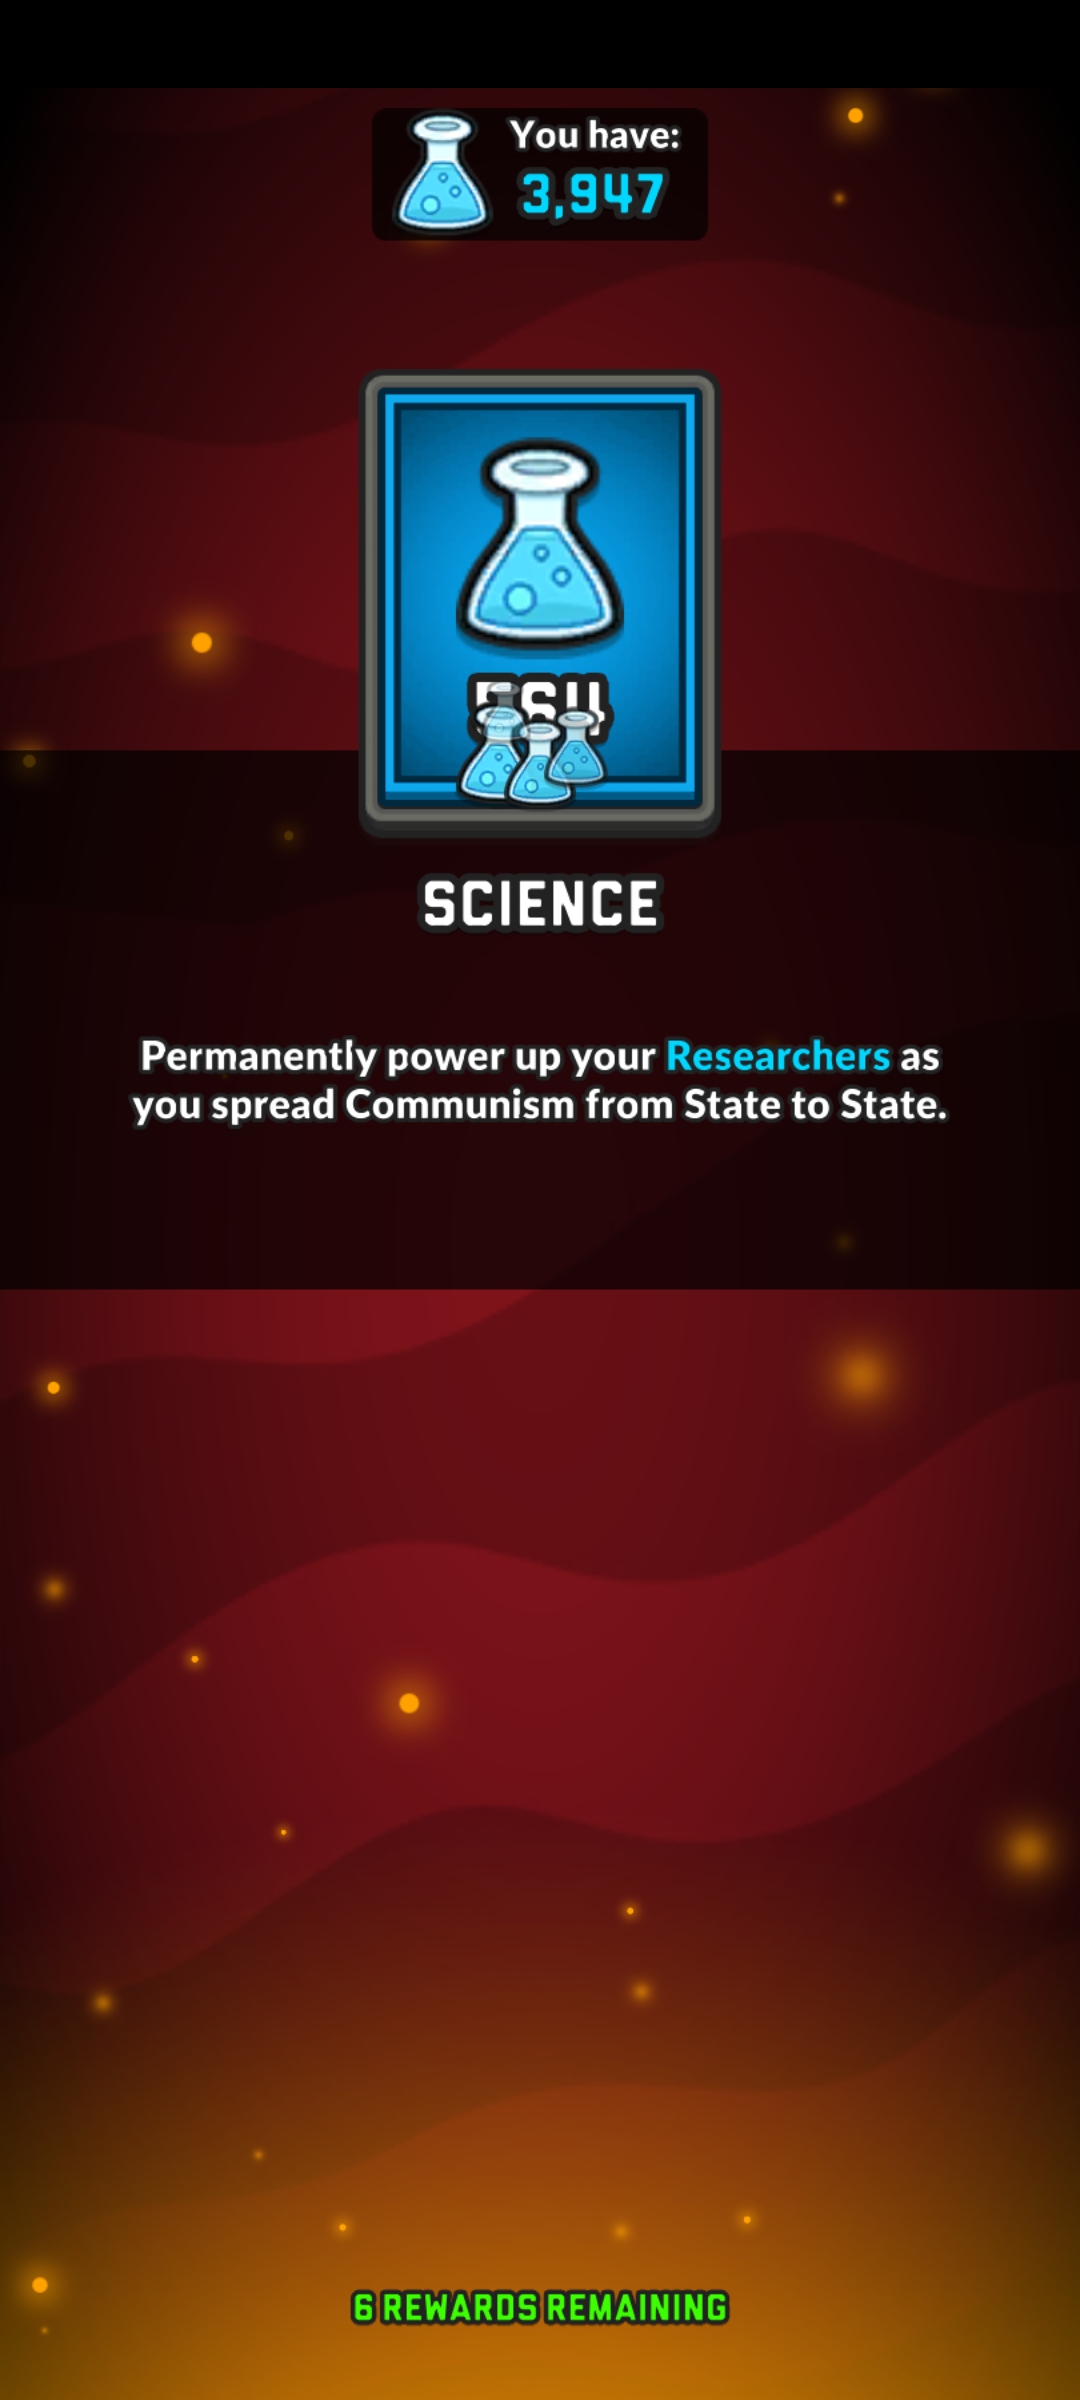 You have:
3,947
SCIENCE
Permanently power up your Researchers as
you spread Communism from State to State.
6 REWARDS REMAINING